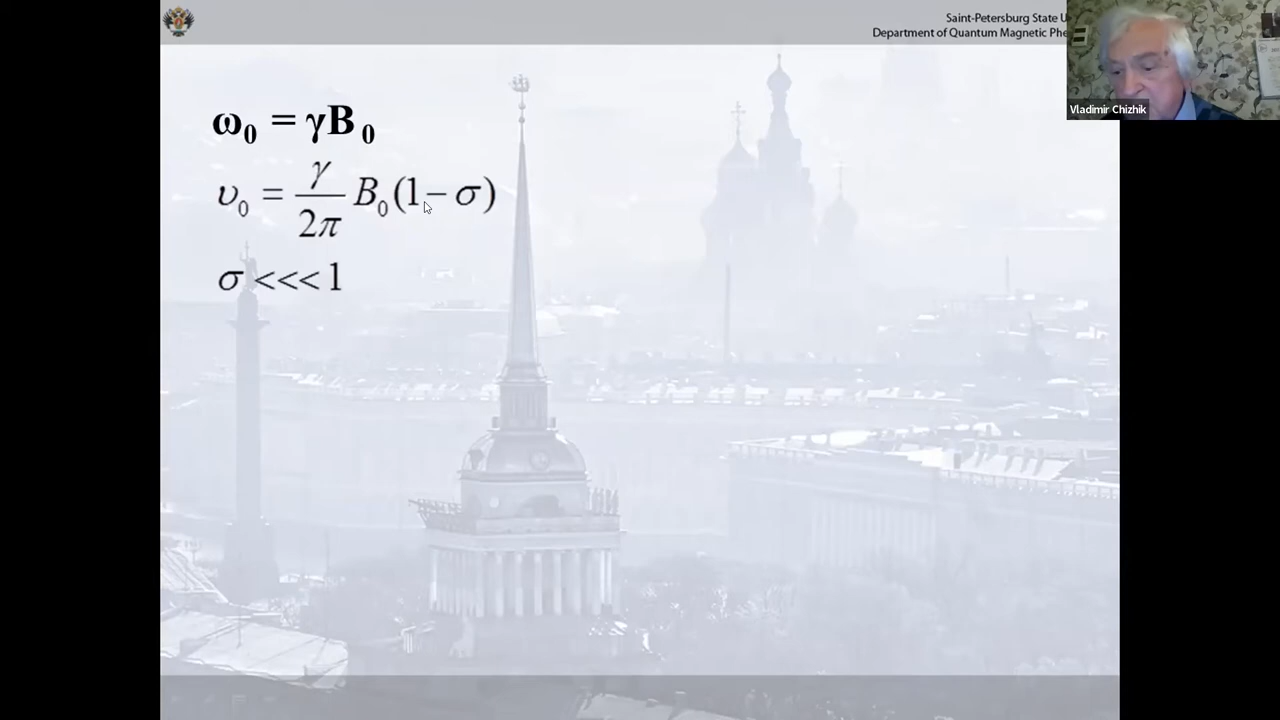 Saint-Petersburg State U
Department of Quantum Magnetic Phe
Vladimir Chizhik
ω₀ = γB₀
υ₀ = γ/2π B₀(1− σ)
σ <<< 1